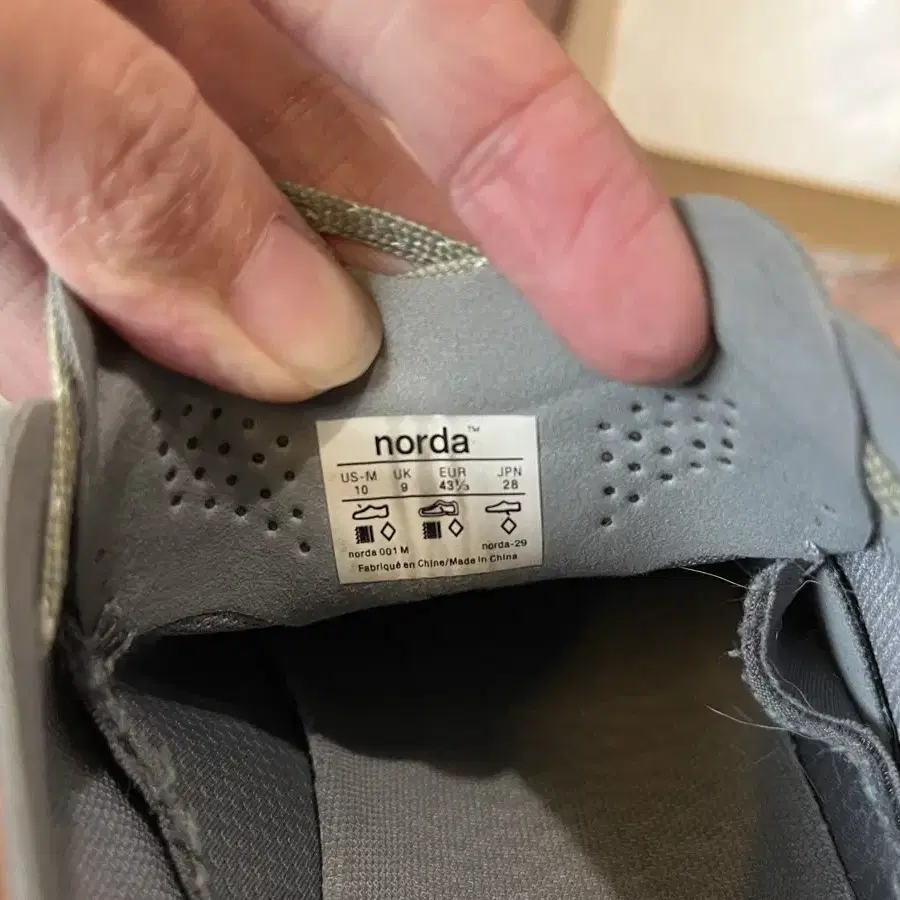 norda™
US-M UK EUR JPN
10 9 43⅓ 28
norda 001 M norda-29
Fabriqué en Chine/Made in China